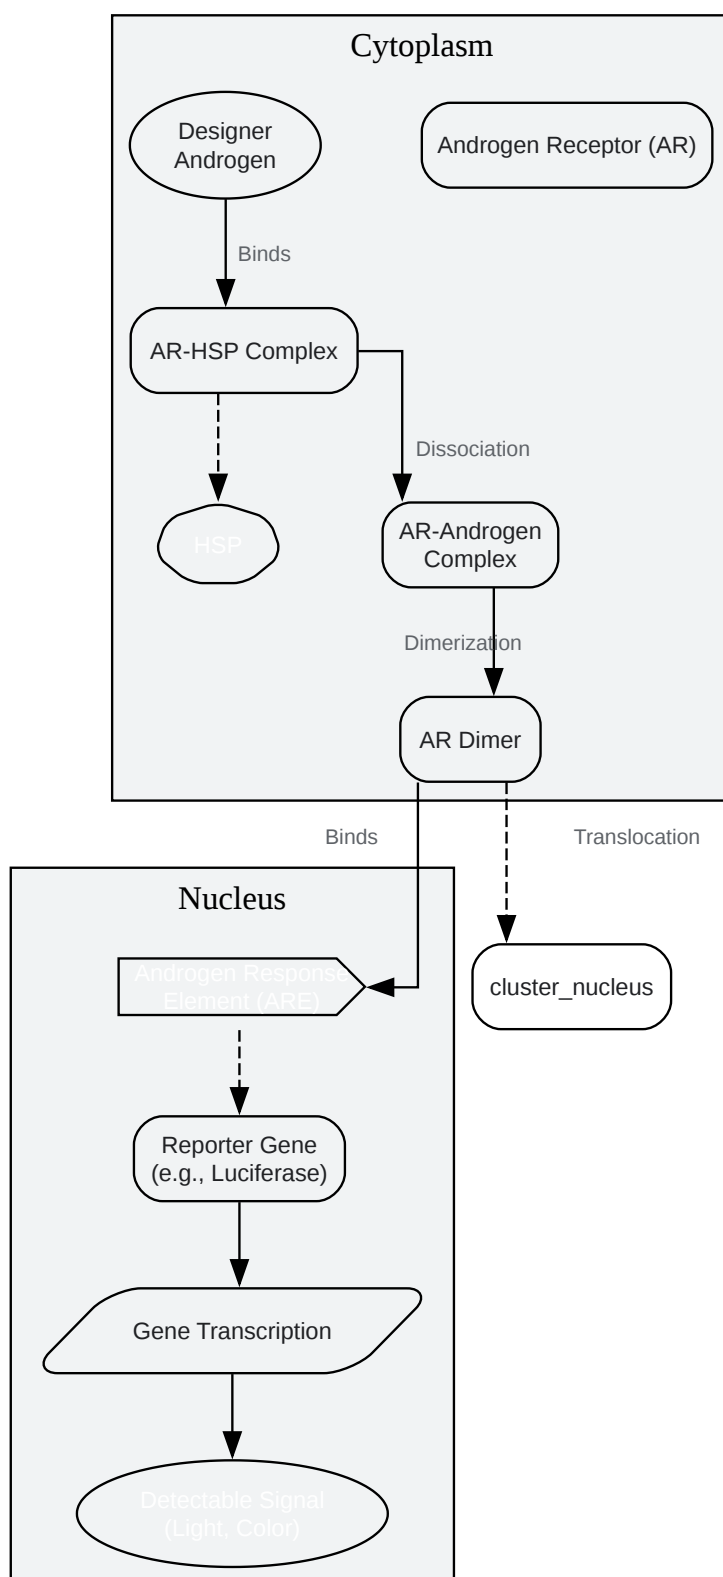 Cytoplasm
Designer
Androgen
Androgen Receptor (AR)
Binds
AR-HSP Complex
Dissociation
HSP
AR-Androgen
Complex
Dimerization
AR Dimer
Binds
Translocation
Nucleus
Androgen Response
Element (ARE)
cluster_nucleus
Reporter Gene
(e.g., Luciferase)
Gene Transcription
Detectable Signal
(Light, Color)